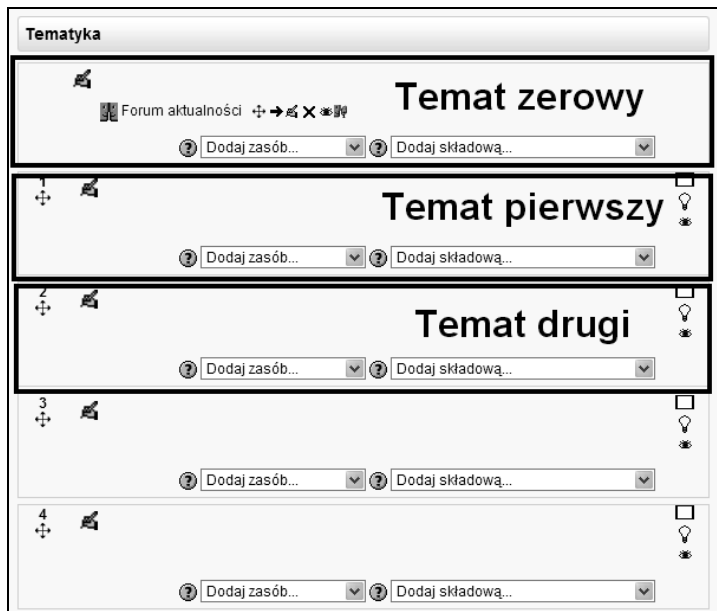 Tematyka
Forum aktualności Temat zerowy
? Dodaj zasób... ? Dodaj składową...
1
Temat pierwszy
? Dodaj zasób... ? Dodaj składową...
2
Temat drugi
? Dodaj zasób... ? Dodaj składową...
3
? Dodaj zasób... ? Dodaj składową...
4
? Dodaj zasób... ? Dodaj składową...